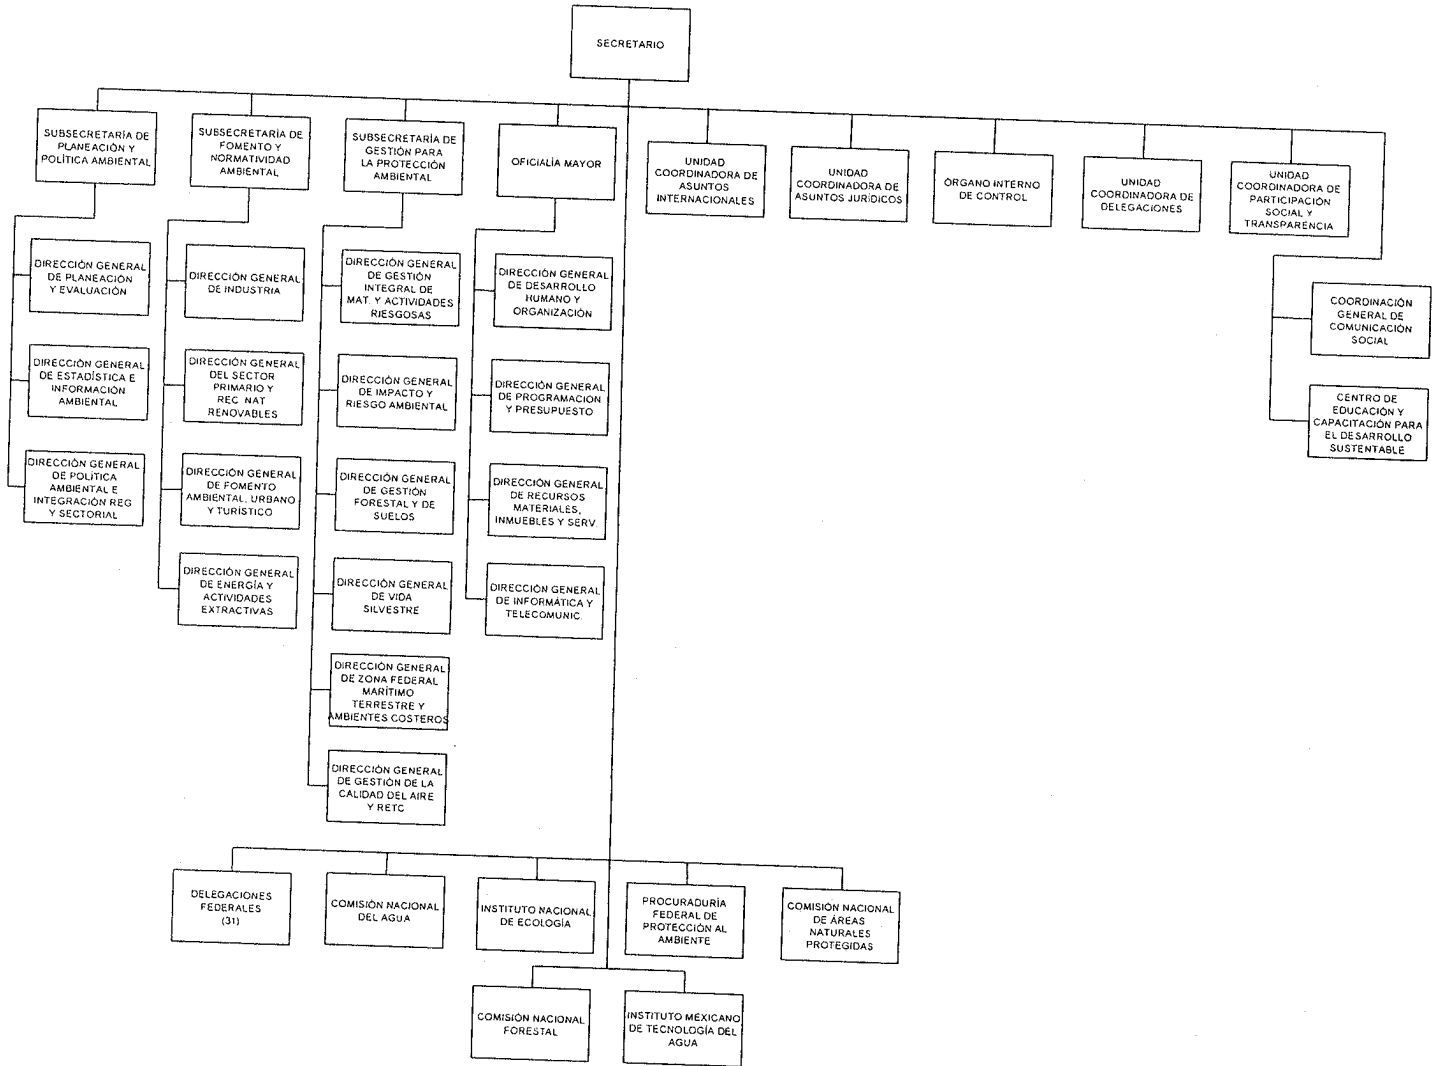 SECRETARIO
SUBSECRETARÍA DE
PLANEACIÓN Y
POLÍTICA AMBIENTAL
SUBSECRETARÍA DE
FOMENTO Y
NORMATIVIDAD
AMBIENTAL
SUBSECRETARÍA DE
GESTIÓN PARA
LA PROTECCIÓN
AMBIENTAL
OFICIALÍA MAYOR
UNIDAD
COORDINADORA DE
ASUNTOS
INTERNACIONALES
UNIDAD
COORDINADORA DE
ASUNTOS JURÍDICOS
ÓRGANO INTERNO
DE CONTROL
UNIDAD
COORDINADORA DE
DELEGACIONES
UNIDAD
COORDINADORA DE
PARTICIPACIÓN
SOCIAL Y
TRANSPARENCIA
DIRECCIÓN GENERAL
DE PLANEACIÓN
Y EVALUACIÓN
DIRECCIÓN GENERAL
DE ESTADÍSTICA E
INFORMACIÓN
AMBIENTAL
DIRECCIÓN GENERAL
DE POLÍTICA
AMBIENTAL E
INTEGRACIÓN REG
Y SECTORIAL
DIRECCIÓN GENERAL
DE INDUSTRIA
DIRECCIÓN GENERAL
DEL SECTOR
PRIMARIO Y
REC. NAT
RENOVABLES
DIRECCIÓN GENERAL
DE FOMENTO
AMBIENTAL, URBANO
Y TURÍSTICO
DIRECCIÓN GENERAL
DE ENERGÍA Y
ACTIVIDADES
EXTRACTIVAS
DIRECCIÓN GENERAL
DE GESTIÓN
INTEGRAL DE
MAT. Y ACTIVIDADES
RIESGOSAS
DIRECCIÓN GENERAL
DE IMPACTO Y
RIESGO AMBIENTAL
DIRECCIÓN GENERAL
DE GESTIÓN
FORESTAL Y DE
SUELOS
DIRECCIÓN GENERAL
DE VIDA
SILVESTRE
DIRECCIÓN GENERAL
DE ZONA FEDERAL
MARÍTIMO
TERRESTRE Y
AMBIENTES COSTEROS
DIRECCIÓN GENERAL
DE GESTIÓN DE LA
CALIDAD DEL AIRE
Y RETC
DIRECCIÓN GENERAL
DE DESARROLLO
HUMANO Y
ORGANIZACIÓN
DIRECCIÓN GENERAL
DE PROGRAMACION
Y PRESUPUESTO
DIRECCIÓN GENERAL
DE RECURSOS
MATERIALES,
INMUEBLES Y SERV.
DIRECCIÓN GENERAL
DE INFORMÁTICA Y
TELECOMUNIC.
COORDINACIÓN
GENERAL DE
COMUNICACIÓN
SOCIAL
CENTRO DE
EDUCACIÓN Y
CAPACITACIÓN PARA
EL DESARROLLO
SUSTENTABLE
DELEGACIONES
FEDERALES
(31)
COMISIÓN NACIONAL
DEL AGUA
INSTITUTO NACIONAL
DE ECOLOGÍA
PROCURADURÍA
FEDERAL DE
PROTECCIÓN AL
AMBIENTE
COMISIÓN NACIONAL
DE ÁREAS
NATURALES
PROTEGIDAS
COMISIÓN NACIONAL
FORESTAL
INSTITUTO MEXICANO
DE TECNOLOGÍA DEL
AGUA